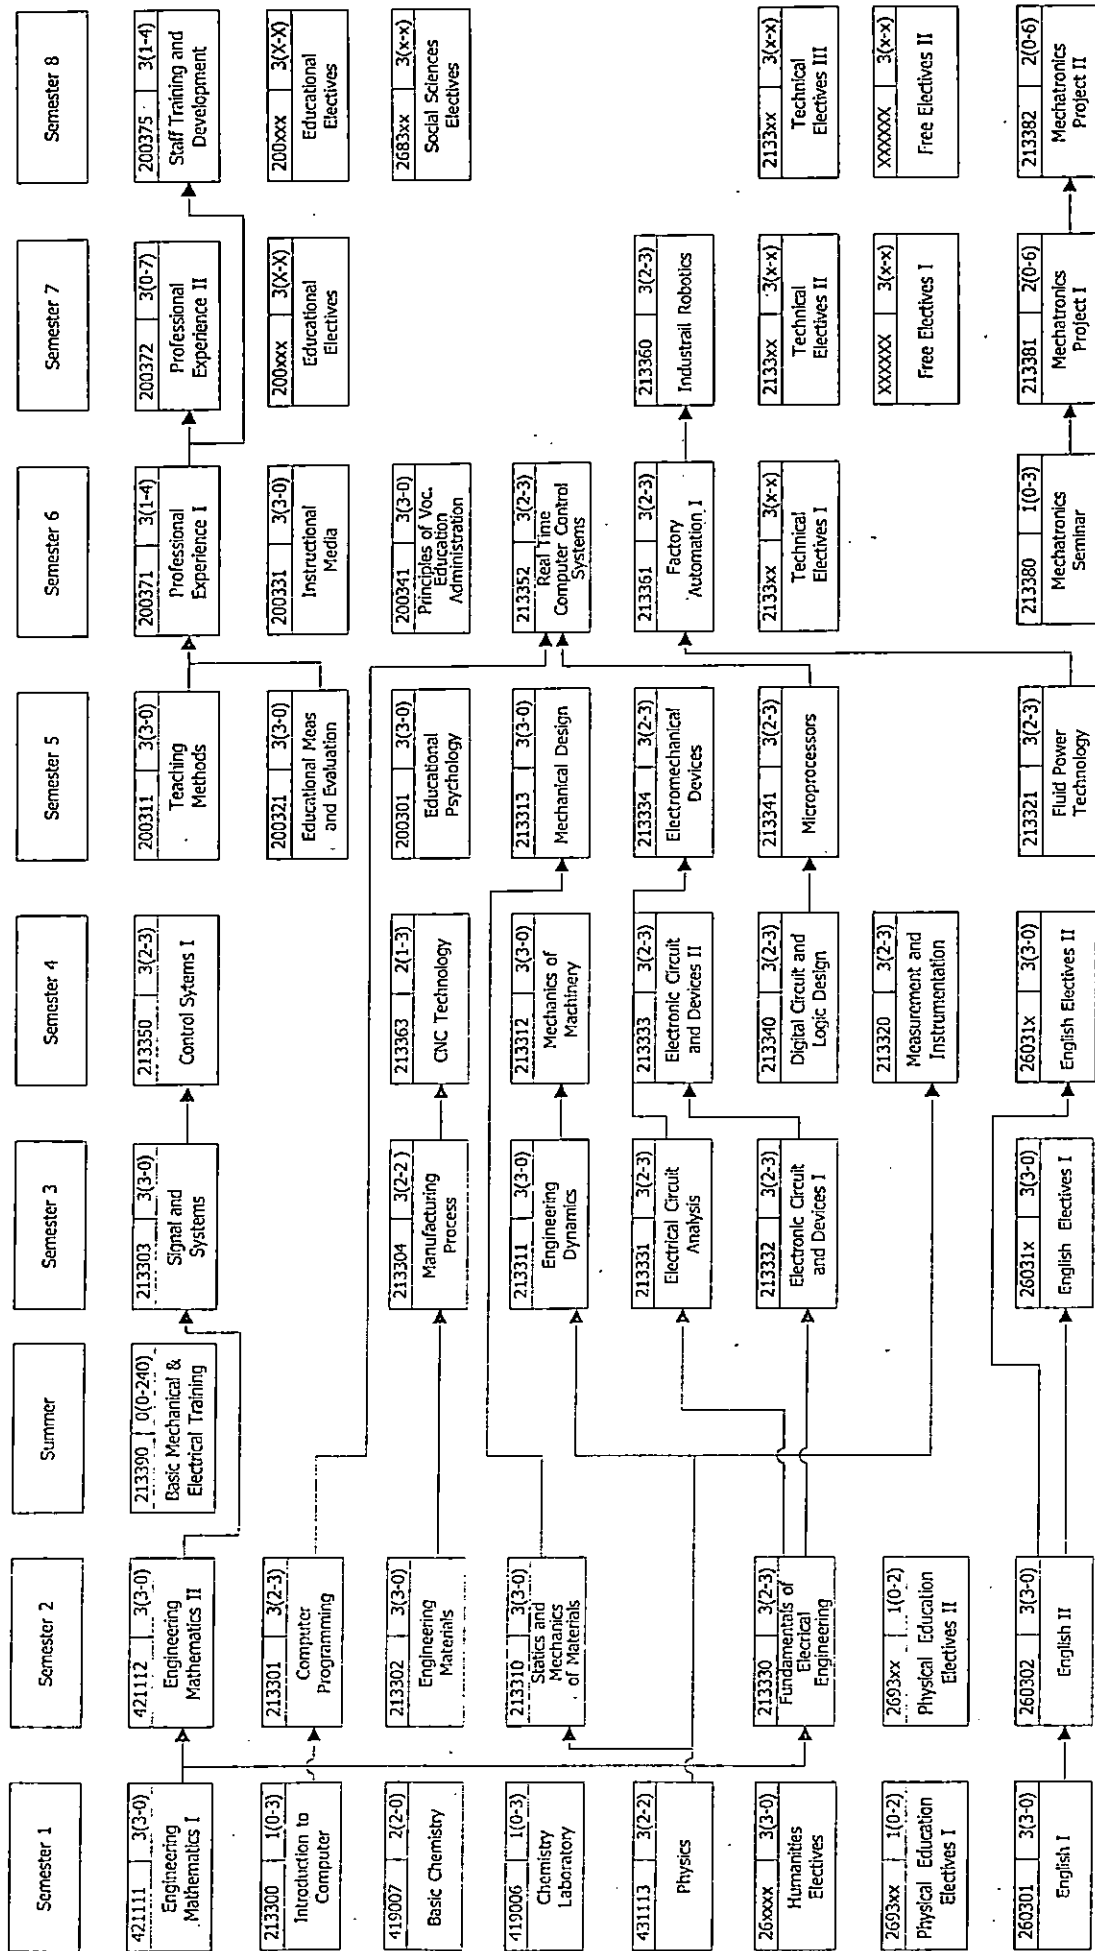 Semester 1
421111 3(3-0)
Engineering
Mathematics I
213300 1(0-3)
Introduction to
Computer
419007 2(2-0)
Basic Chemistry
419006 1(0-3)
Chemistry
Laboratory
431113 3(2-2)
Physics
26xxxx 3(3-0)
Humanities
Electives
2693xx 1(0-2)
Physical Education
Electives I
260301 3(3-0)
English I
Semester 2
421112 3(3-0)
Engineering
Mathematics II
213301 3(2-3)
Computer
Programming
213302 3(3-0)
Engineering
Materials
213310 3(3-0)
Statics and
Mechanics
of Materials
213330 3(2-3)
Fundamentals of
Electrical
Engineering
2693xx 1(0-2)
Physical Education
Electives II
260302 3(3-0)
English II
Summer
213390 0(0-240)
Basic Mechanical &
Electrical Training
Semester 3
213303 3(3-0)
Signal and
Systems
213304 3(2-2)
Manufacturing
Process
213311 3(3-0)
Engineering
Dynamics
213331 3(2-3)
Electrical Circuit
Analysis
213332 3(2-3)
Electronic Circuit
and Devices I
26031x 3(3-0)
English Electives I
Semester 4
213350 3(2-3)
Control Sytems I
213363 2(1-3)
CNC Technology
213312 3(3-0)
Mechanics of
Machinery
213333 3(2-3)
Electronic Circuit
and Devices II
213340 3(2-3)
Digital Circuit and
Logic Design
213320 3(2-3)
Measurement and
Instrumentation
26031x 3(3-0)
English Electives II
Semester 5
200311 3(3-0)
Teaching
Methods
200321 3(3-0)
Educational Meas
and Evaluation
200301 3(3-0)
Educational
Psychology
213313 3(3-0)
Mechanical Design
213334 3(2-3)
Electromechanical
Devices
213341 3(2-3)
Microprocessors
213321 3(2-3)
Fluid Power
Technology
Semester 6
200371 3(1-4)
Professional
Experience I
200331 3(3-0)
Instructional
Media
200341 3(3-0)
Principles of Voc.
Education
Administration
213352 3(2-3)
Real Time
Computer Control
Systems
213361 3(2-3)
Factory
Automation I
2133xx 3(x-x)
Technical
Electives I
213380 1(0-3)
Mechatronics
Seminar
Semester 7
200372 3(0-7)
Professional
Experience II
200xxx 3(X-X)
Educational
Electives
213360 3(2-3)
Industrail Robotics
2133xx 3(x-x)
Technical
Electives II
XXXXXX 3(x-x)
Free Electives I
213381 2(0-6)
Mechatronics
Project I
Semester 8
200375 3(1-4)
Staff Training and
Development
200xxx 3(X-X)
Educational
Electives
2683xx 3(x-x)
Social Sciences
Electives
2133xx 3(x-x)
Technical
Electives III
XXXXXX 3(x-x)
Free Electives II
213382 2(0-6)
Mechatronics
Project II